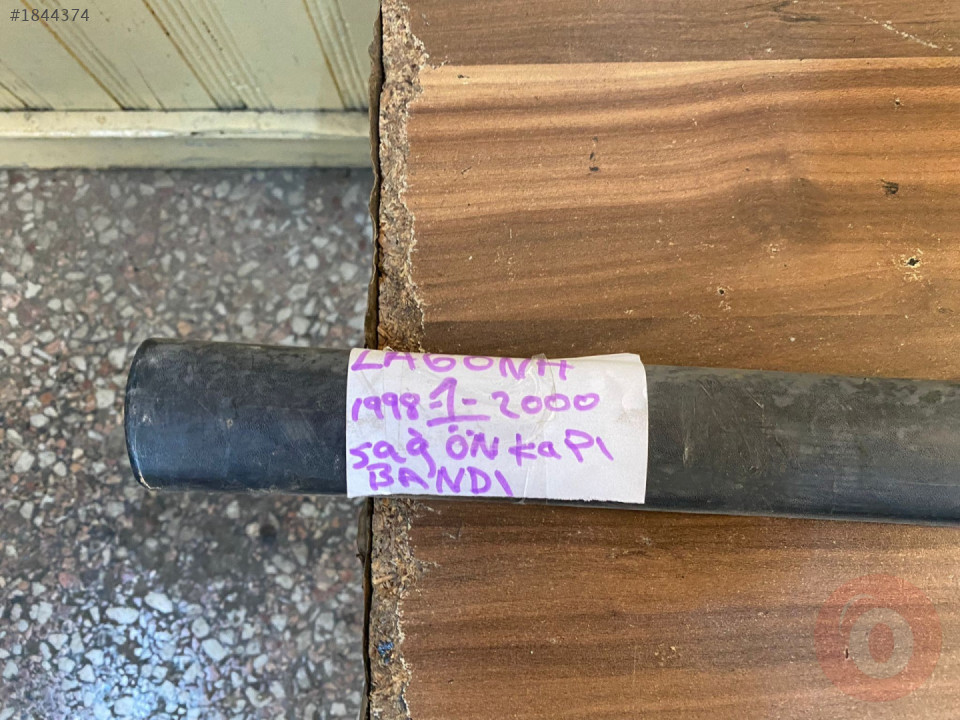 #1844374
LAGONA
1998-1-2000
sağ ÖN kaPI
BANDI